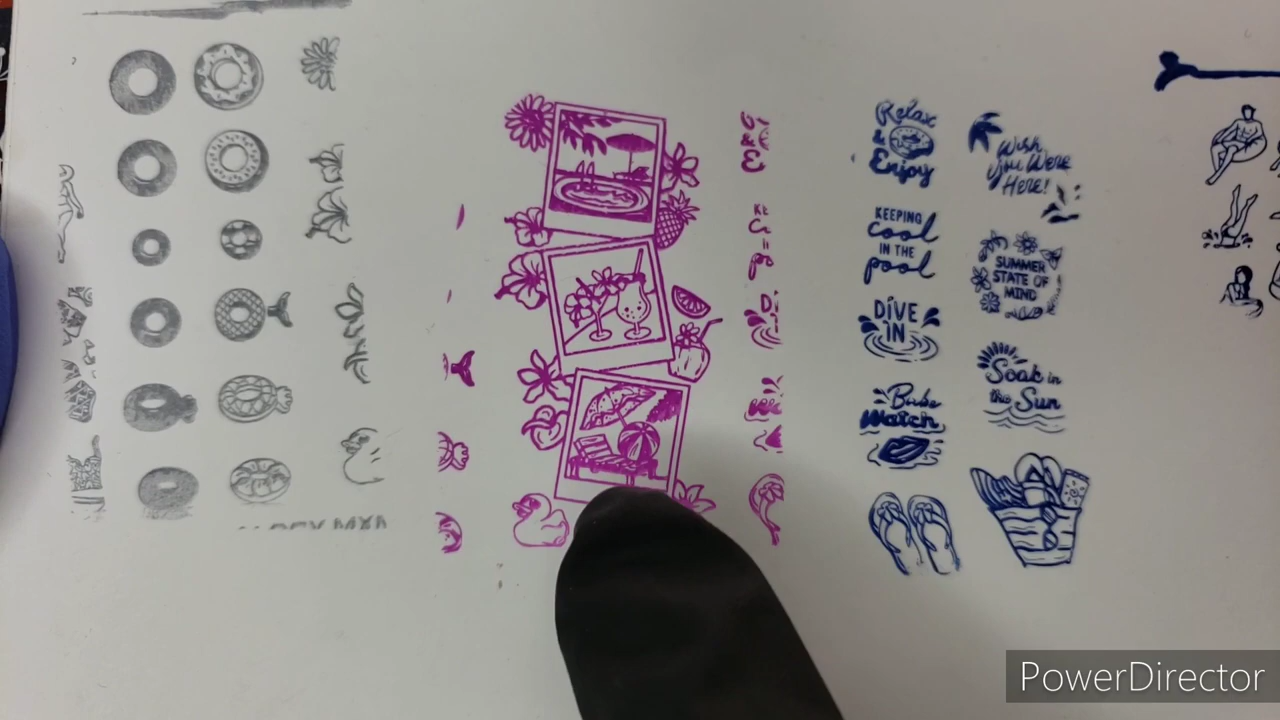 Relax
&
Enjoy
KEEPING
cool
IN THE
pool
DIVE
IN
Babe
Watch
Wish
You Were
Here!
SUMMER
STATE OF
MIND
Soak in
the Sun
PowerDirector